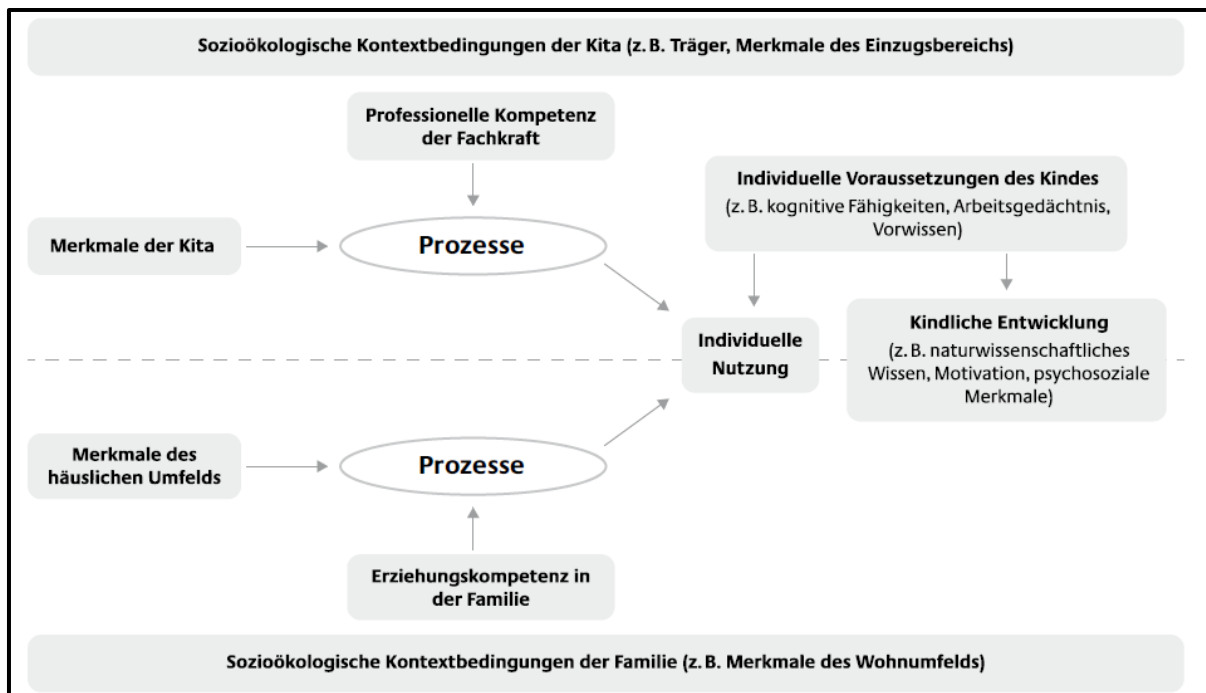 Sozioökologische Kontextbedingungen der Kita (z. B. Träger, Merkmale des Einzugsbereichs)
Professionelle Kompetenz
der Fachkraft
Individuelle Voraussetzungen des Kindes
(z. B. kognitive Fähigkeiten, Arbeitsgedächtnis,
Vorwissen)
Merkmale der Kita
Prozesse
Individuelle
Nutzung
Kindliche Entwicklung
(z. B. naturwissenschaftliches
Wissen, Motivation, psychosoziale
Merkmale)
Merkmale des
häuslichen Umfelds
Prozesse
Erziehungskompetenz in
der Familie
Sozioökologische Kontextbedingungen der Familie (z. B. Merkmale des Wohnumfelds)